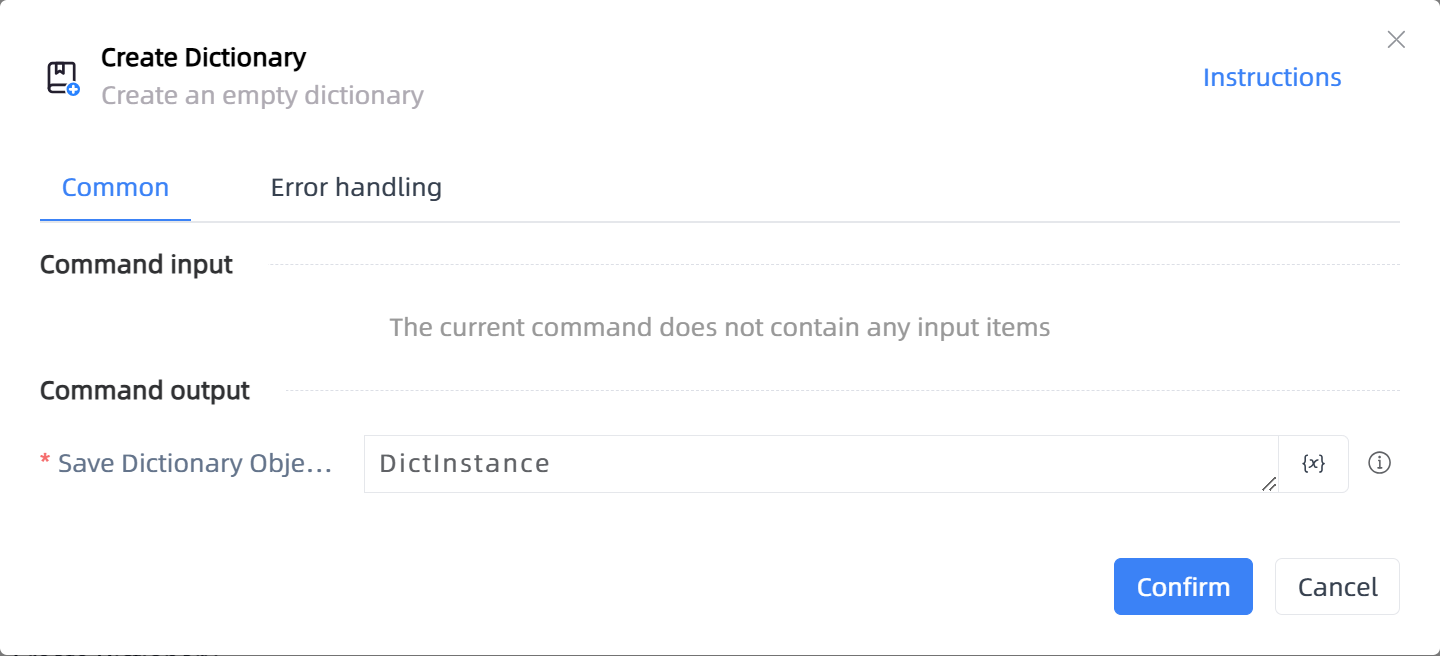 Create Dictionary
Create an empty dictionary
Instructions
Common
Error handling
Command input
The current command does not contain any input items
Command output
* Save Dictionary Obje...
DictInstance
{x}
Confirm
Cancel